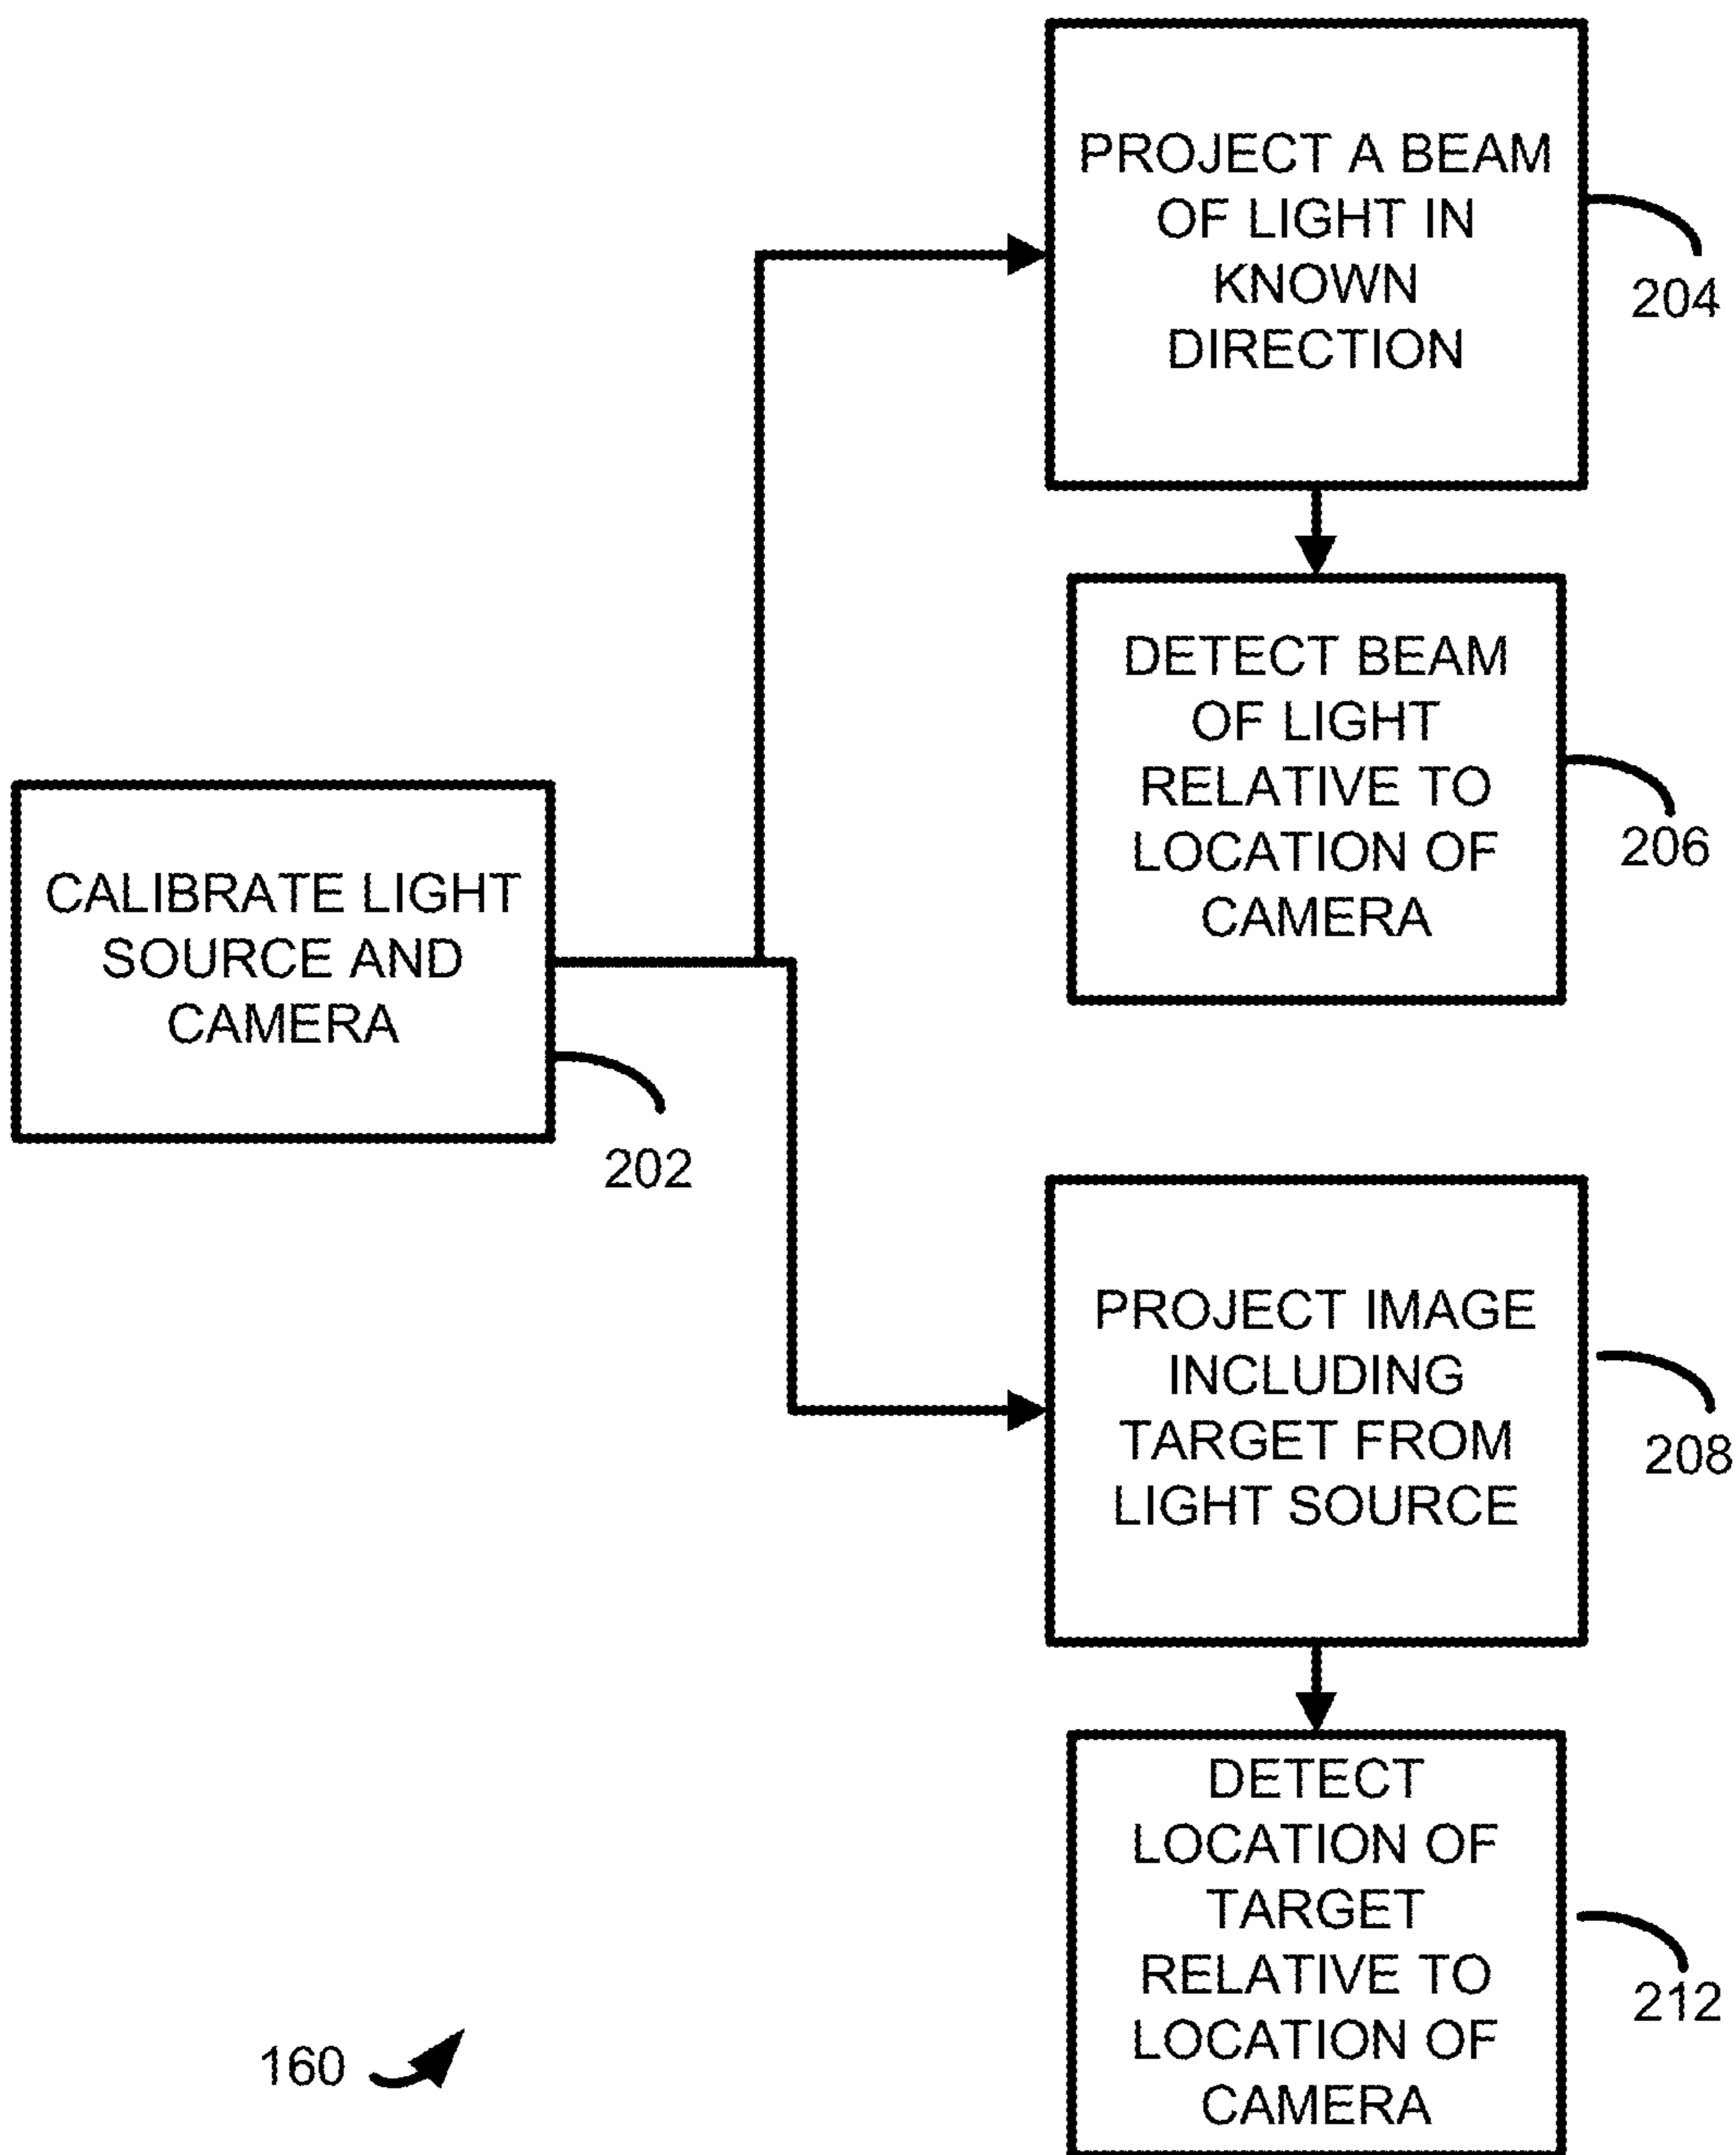 PROJECT A BEAM
OF LIGHT IN
KNOWN
DIRECTION
204
DETECT BEAM
OF LIGHT
RELATIVE TO
LOCATION OF
CAMERA
206
CALIBRATE LIGHT
SOURCE AND
CAMERA
202
PROJECT IMAGE
INCLUDING
TARGET FROM
LIGHT SOURCE
208
DETECT
LOCATION OF
TARGET
RELATIVE TO
LOCATION OF
CAMERA
212
160